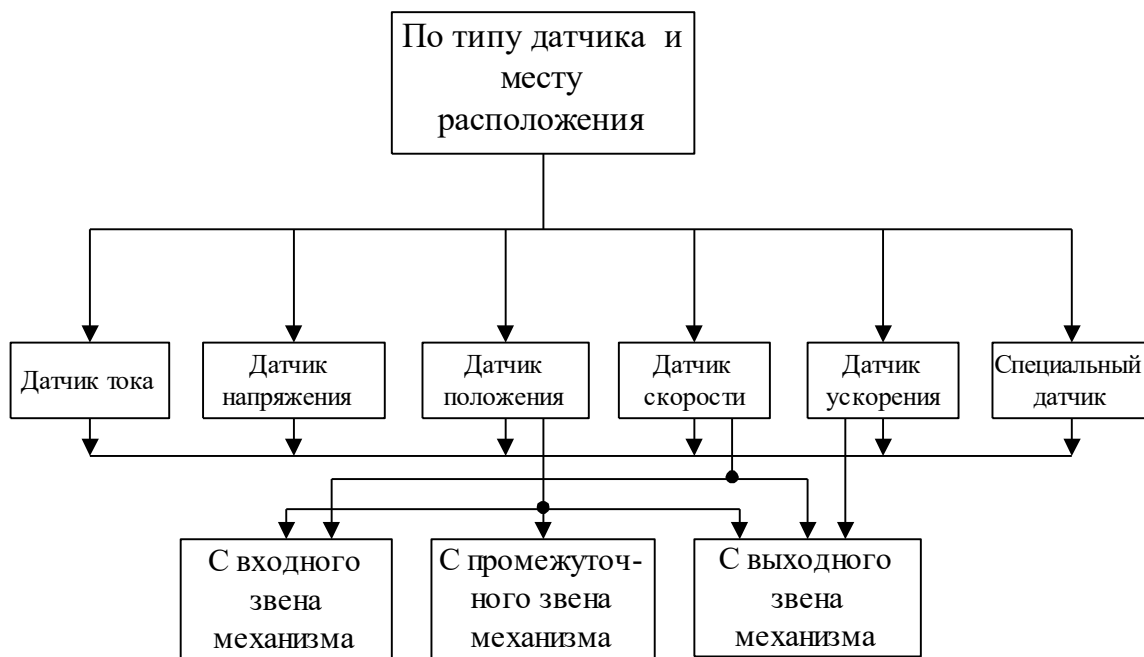 По типу датчика и
месту
расположения
Датчик тока
Датчик
напряжения
Датчик
положения
Датчик
скорости
Датчик
ускорения
Специальный
датчик
С входного
звена
механизма
С промежуточ-
ного звена
механизма
С выходного
звена
механизма